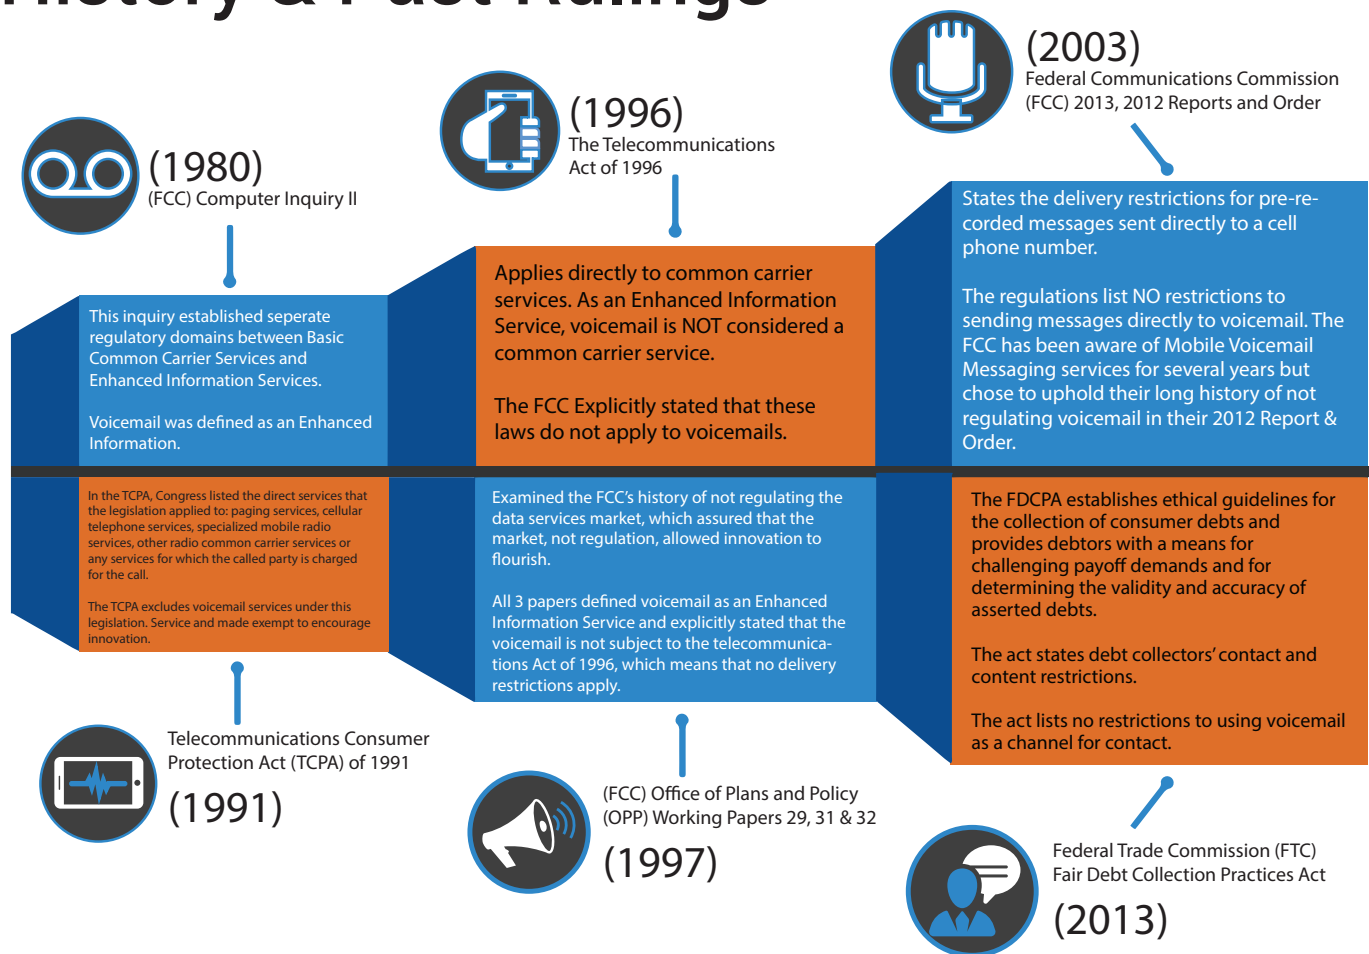 History & Past Rulings
(1980)
(FCC) Computer Inquiry II
This inquiry established seperate
regulatory domains between Basic
Common Carrier Services and
Enhanced Information Services.
Voicemail was defined as an Enhanced
Information.
(1996)
The Telecommunications
Act of 1996
Applies directly to common carrier
services. As an Enhanced Information
Service, voicemail is NOT considered a
common carrier service.
The FCC Explicitly stated that these
laws do not apply to voicemails.
(2003)
Federal Communications Commission
(FCC) 2013, 2012 Reports and Order
States the delivery restrictions for pre-re-
corded messages sent directly to a cell
phone number.
The regulations list NO restrictions to
sending messages directly to voicemail. The
FCC has been aware of Mobile Voicemail
Messaging services for several years but
chose to uphold their long history of not
regulating voicemail in their 2012 Report &
Order.
In the TCPA, Congress listed the direct services that
the legislation applied to: paging services, cellular
telephone services, specialized mobile radio
services, other radio common carrier services or
any services for which the called party is charged
for the call.
The TCPA excludes voicemail services under this
legislation. Service and made exempt to encourage
innovation.
Telecommunications Consumer
Protection Act (TCPA) of 1991
(1991)
Examined the FCC's history of not regulating the
data services market, which assured that the
market, not regulation, allowed innovation to
flourish.
All 3 papers defined voicemail as an Enhanced
Information Service and explicitly stated that the
voicemail is not subject to the telecommunica-
tions Act of 1996, which means that no delivery
restrictions apply.
(FCC) Office of Plans and Policy
(OPP) Working Papers 29, 31 & 32
(1997)
The FDCPA establishes ethical guidelines for
the collection of consumer debts and
provides debtors with a means for
challenging payoff demands and for
determining the validity and accuracy of
asserted debts.
The act states debt collectors' contact and
content restrictions.
The act lists no restrictions to using voicemail
as a channel for contact.
Federal Trade Commission (FTC)
Fair Debt Collection Practices Act
(2013)